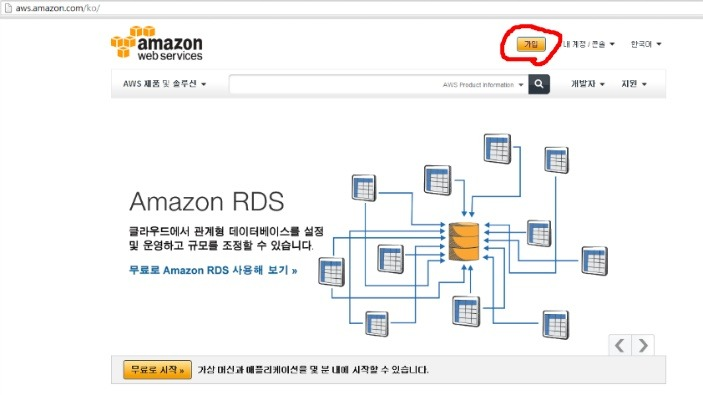 aws.amazon.com/ko/
amazon
web services
가입
내 계정 / 콘솔
한국어
AWS 제품 및 솔루션
AWS Product Information
개발자
지원
Amazon RDS
클라우드에서 관계형 데이터베이스를 설정
및 운영하고 규모를 조정할 수 있습니다.
무료로 Amazon RDS 사용해 보기 »
무료로 시작 »
가상 머신과 애플리케이션을 몇 분 내에 시작할 수 있습니다.